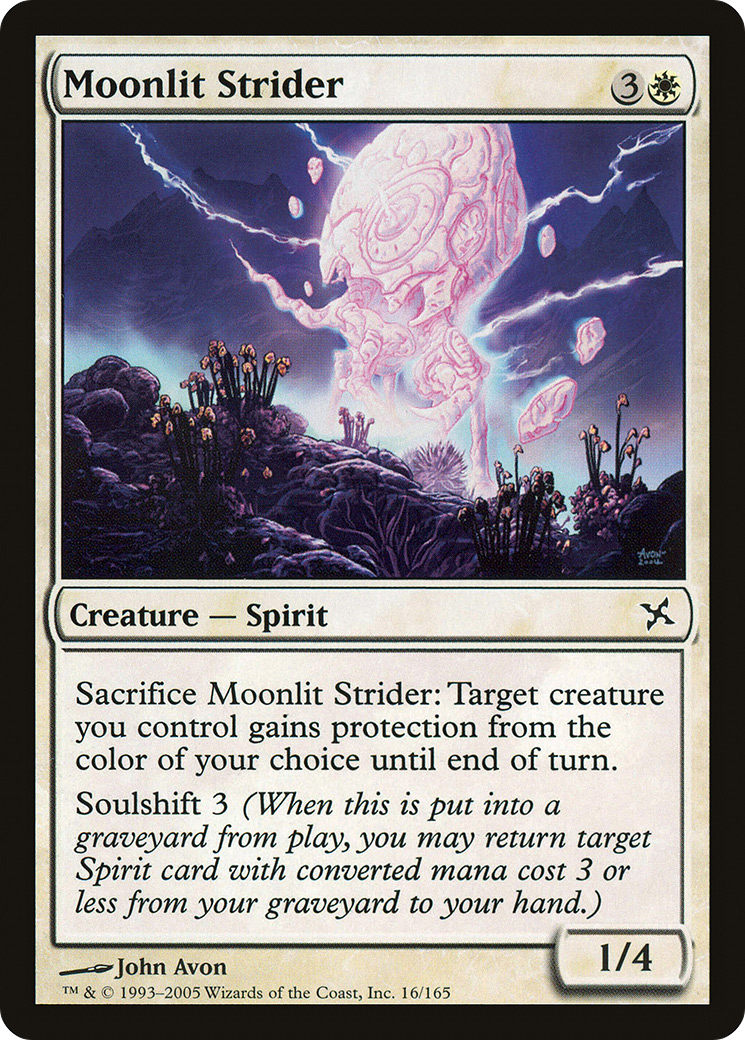 Moonlit Strider
3
AVON-
2004
Creature — Spirit
Sacrifice Moonlit Strider: Target creature
you control gains protection from the
color of your choice until end of turn.
Soulshift 3 (When this is put into a
graveyard from play, you may return target
Spirit card with converted mana cost 3 or
less from your graveyard to your hand.)
1/4
John Avon
™ & © 1993–2005 Wizards of the Coast, Inc. 16/165